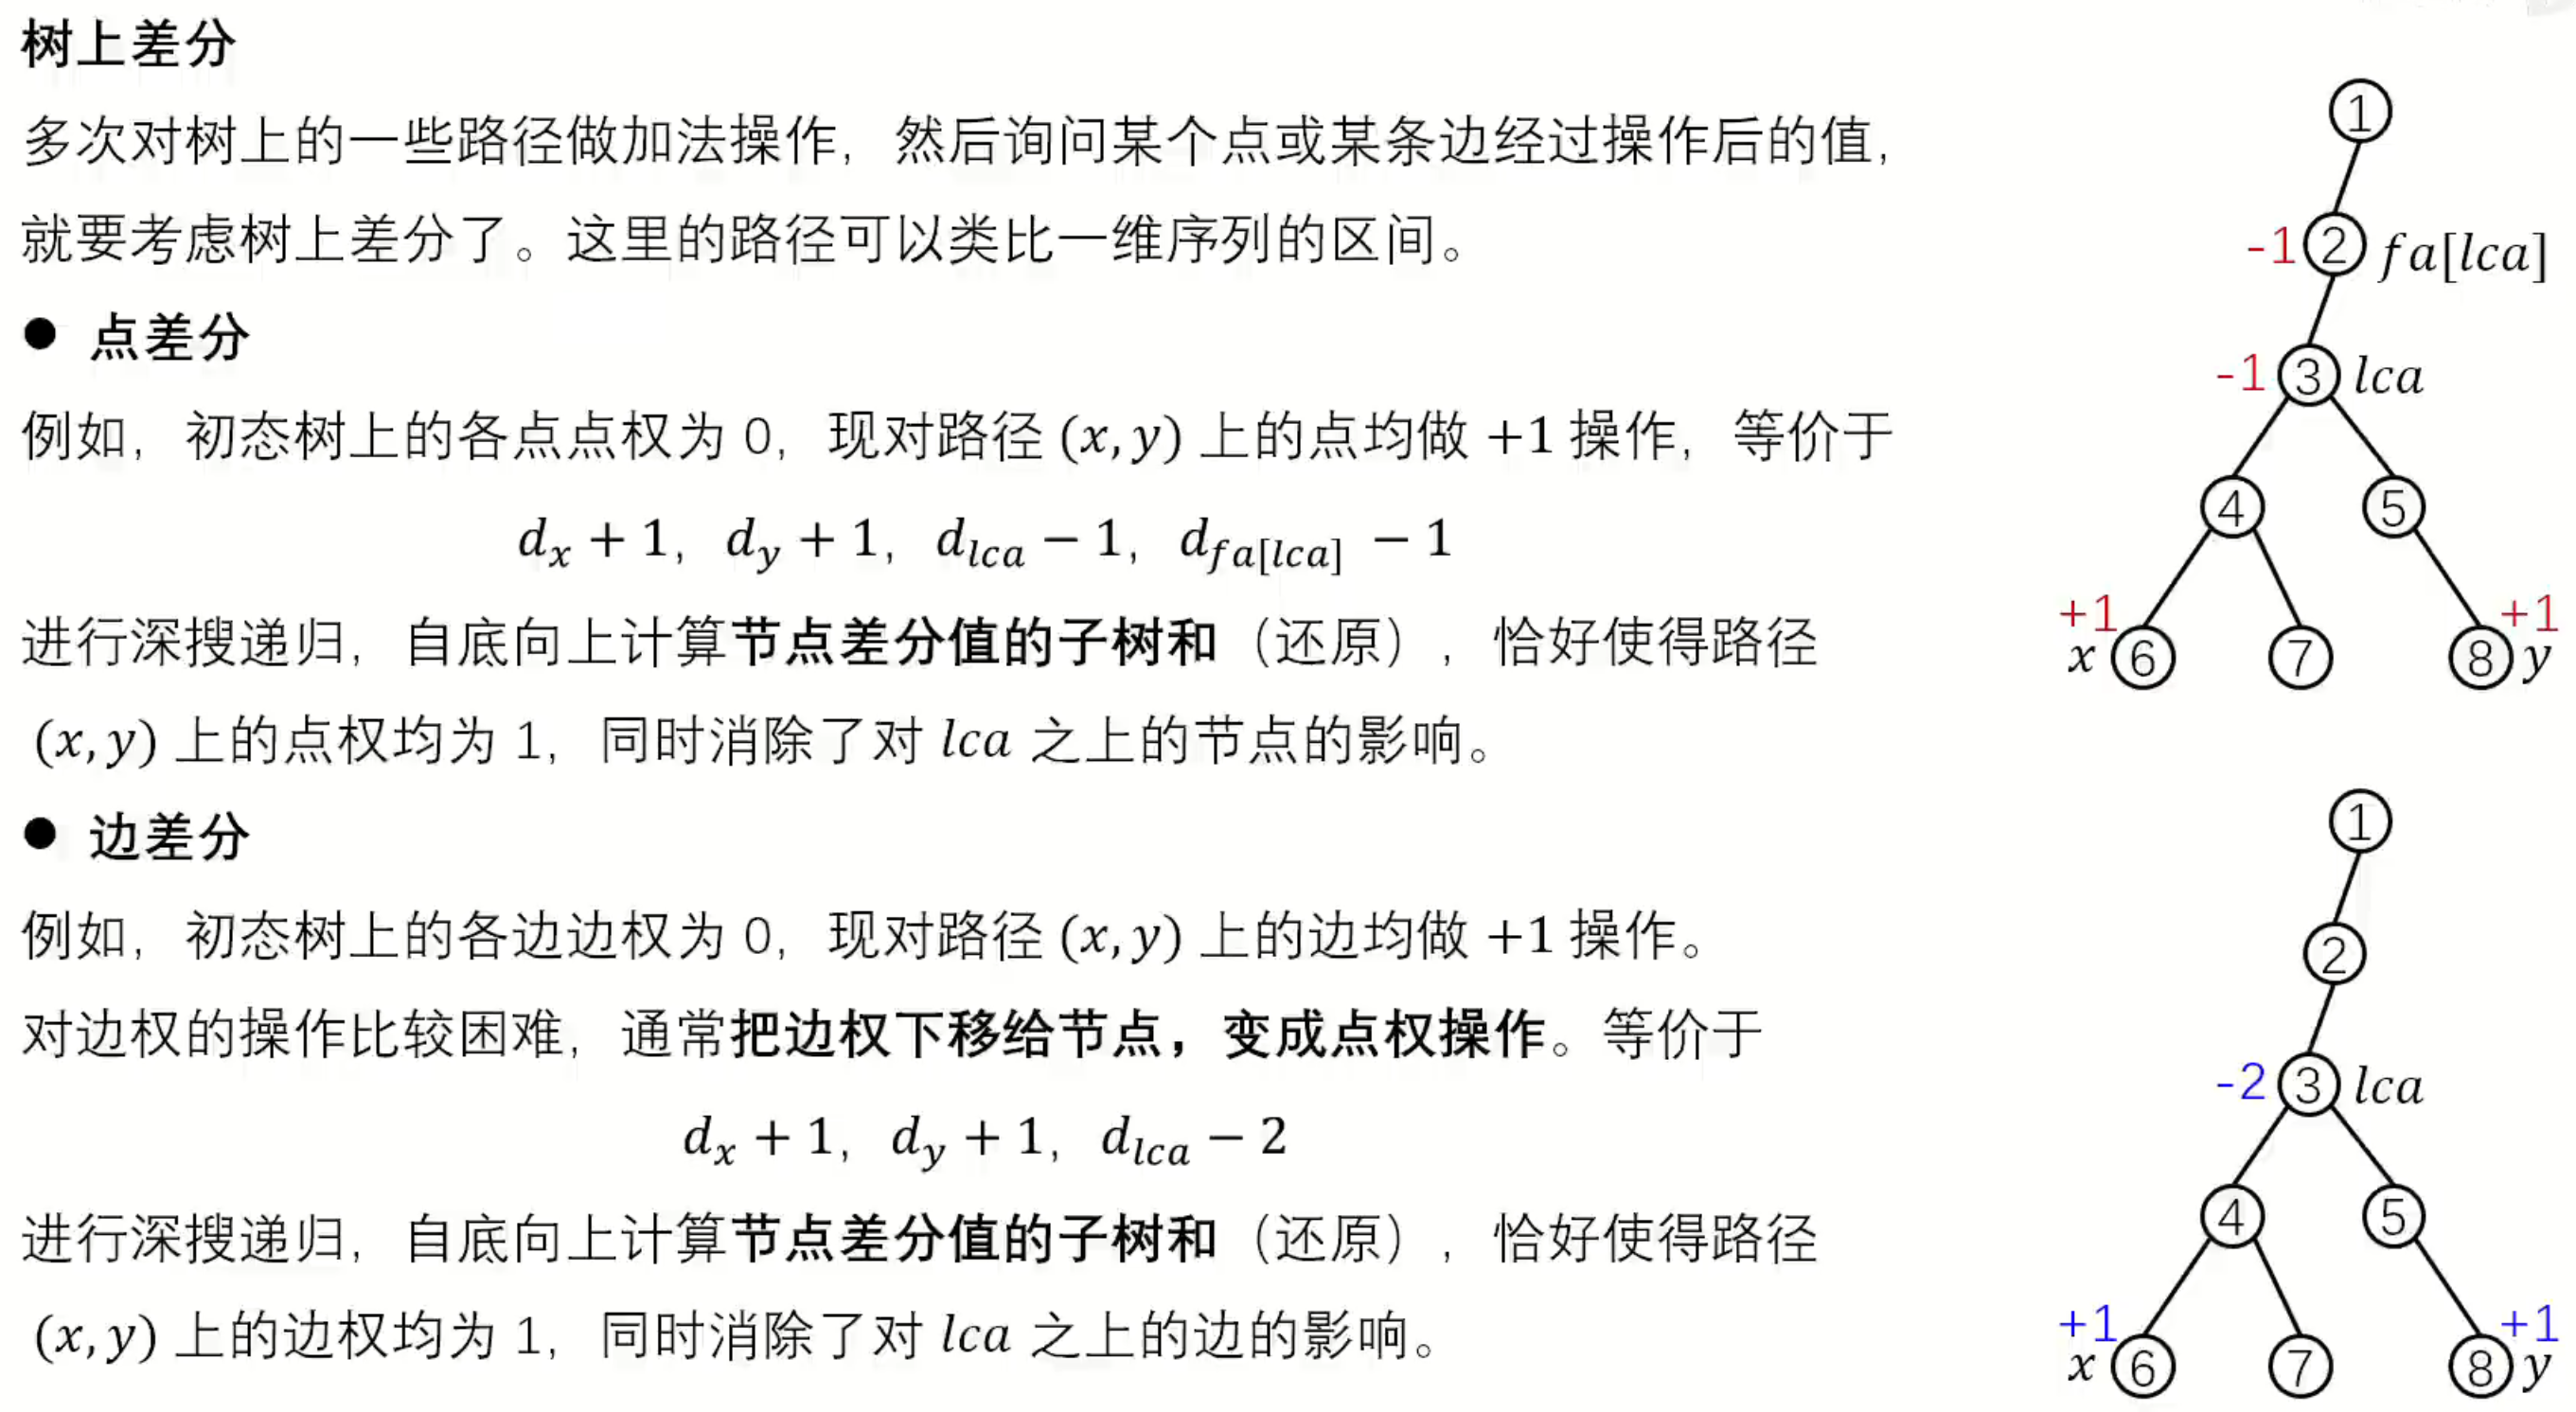 树上差分
多次对树上的一些路径做加法操作，然后询问某个点或某条边经过操作后的值，
就要考虑树上差分了。这里的路径可以类比一维序列的区间。
● 点差分
例如，初态树上的各点点权为 0，现对路径 (x,y) 上的点均做 +1 操作，等价于
d_x + 1，d_y + 1，d_{lca} − 1，d_{fa[lca]} − 1
进行深搜递归，自底向上计算节点差分值的子树和（还原），恰好使得路径
(x,y) 上的点权均为 1，同时消除了对 lca 之上的节点的影响。
● 边差分
例如，初态树上的各边边权为 0，现对路径 (x,y) 上的边均做 +1 操作。
对边权的操作比较困难，通常把边权下移给节点，变成点权操作。等价于
d_x + 1，d_y + 1，d_{lca} − 2
进行深搜递归，自底向上计算节点差分值的子树和（还原），恰好使得路径
(x,y) 上的边权均为 1，同时消除了对 lca 之上的边的影响。
1
-1 2 fa[lca]
-1 3 lca
4 5
+1 +1
x 6 7 8 y
1
2
-2 3 lca
4 5
+1 +1
x 6 7 8 y